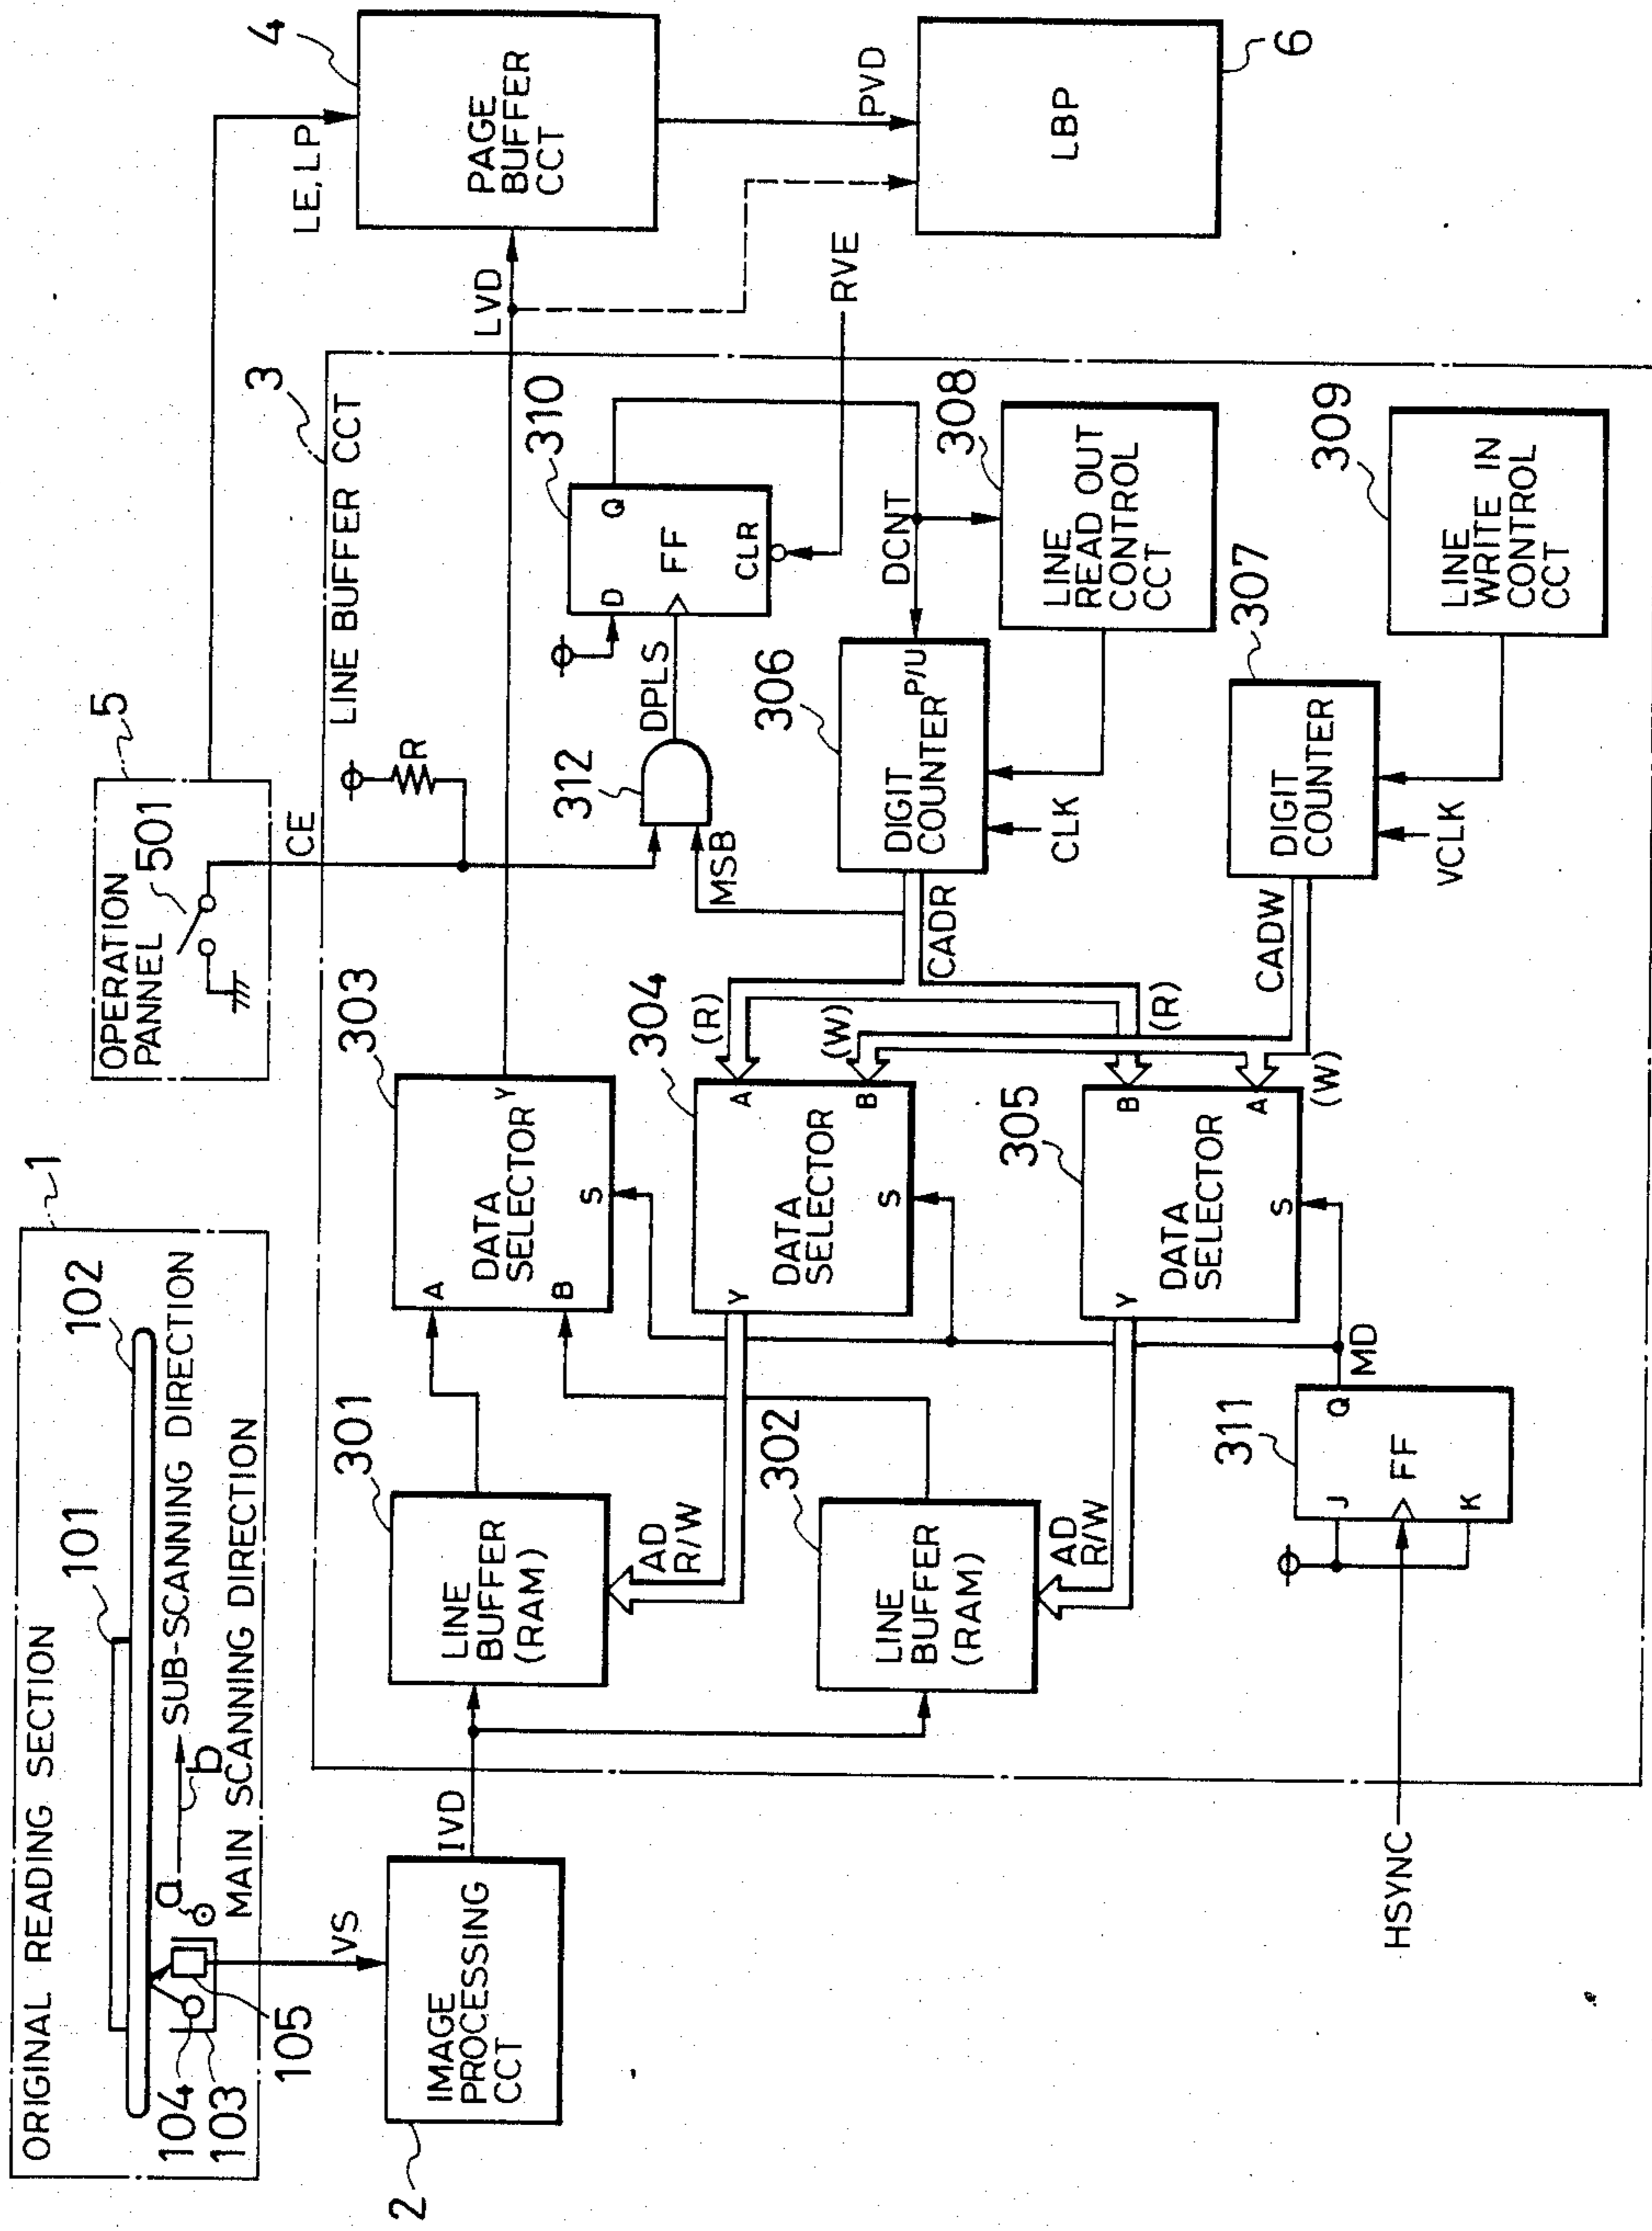 ORIGINAL READING SECTION
1
101
102
104
103
105
a
b
SUB-SCANNING DIRECTION
MAIN SCANNING DIRECTION
VS
2
IMAGE
PROCESSING
CCT
IVD
OPERATION
PANNEL
501
5
CE
R
LE, LP
4
PAGE
BUFFER
CCT
PVD
LBP
6
LVD
3
LINE BUFFER CCT
301
LINE
BUFFER
(RAM)
AD
R/W
302
LINE
BUFFER
(RAM)
AD
R/W
303
A
B
Y
S
DATA
SELECTOR
304
Y
A
B
S
DATA
SELECTOR
305
Y
B
A
S
DATA
SELECTOR
(R)
(W)
(R)
(W)
CADR
CADW
MSB
312
DPLS
310
D
Q
FF
CLR
RVE
306
DIGIT
COUNTER
P/U
DCNT
CLK
308
LINE
READ OUT
CONTROL
CCT
307
DIGIT
COUNTER
VCLK
309
LINE
WRITE IN
CONTROL
CCT
311
J
Q
FF
K
MD
HSYNC